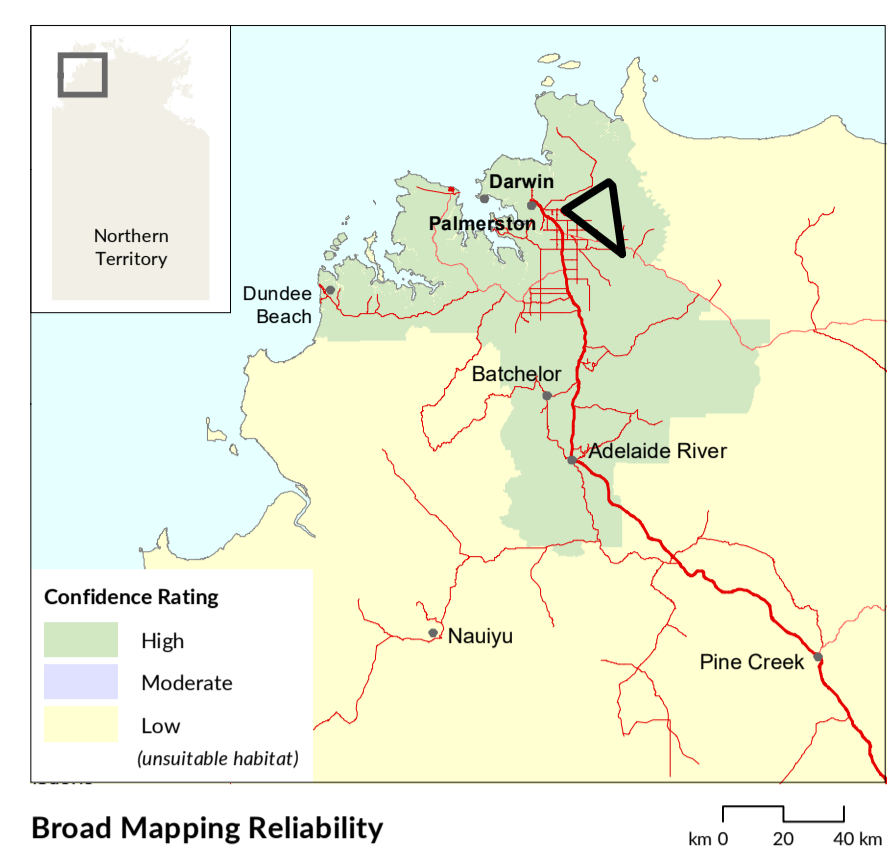 Northern
Territory
Darwin
Palmerston
Dundee
Beach
Batchelor
Adelaide River
Confidence Rating
High
Moderate
Low
(unsuitable habitat)
Nauiyu
Pine Creek
Broad Mapping Reliability
km 0 20 40 km